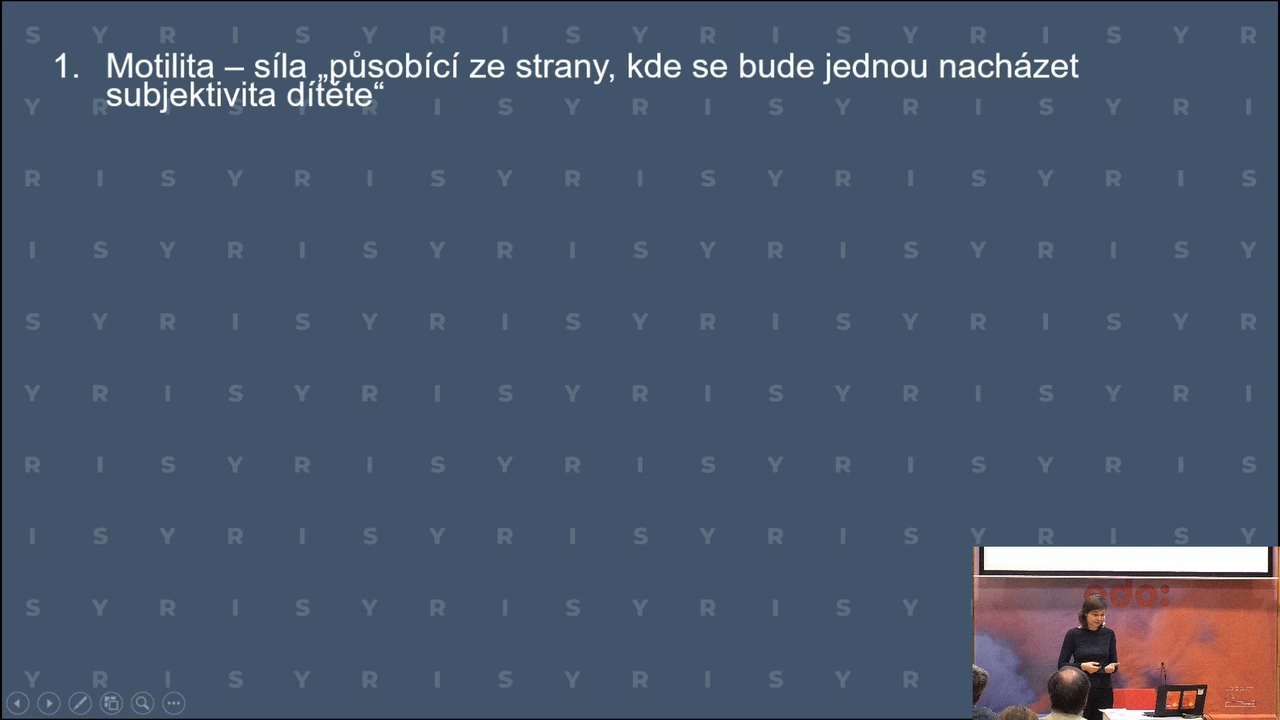 S Y R I S Y R I S Y R I S Y R I S Y R
1. Motilita – síla „působící ze strany, kde se bude jednou nacházet
subjektivita dítěte“
Y R I S Y R I S Y R I S Y R I S Y R I
R I S Y R I S Y R I S Y R I S Y R I S
I S Y R I S Y R I S Y R I S Y R I S Y
S Y R I S Y R I S Y R I S Y R I S Y R
Y R I S Y R I S Y R I S Y R I S Y R I
R I S Y R I S Y R I S Y R I S Y R I S
I S Y R I S Y R I S Y R I S Y R I S Y
S Y R I S Y R I S Y R I S Y
Y R I S Y R I S Y R I S Y R